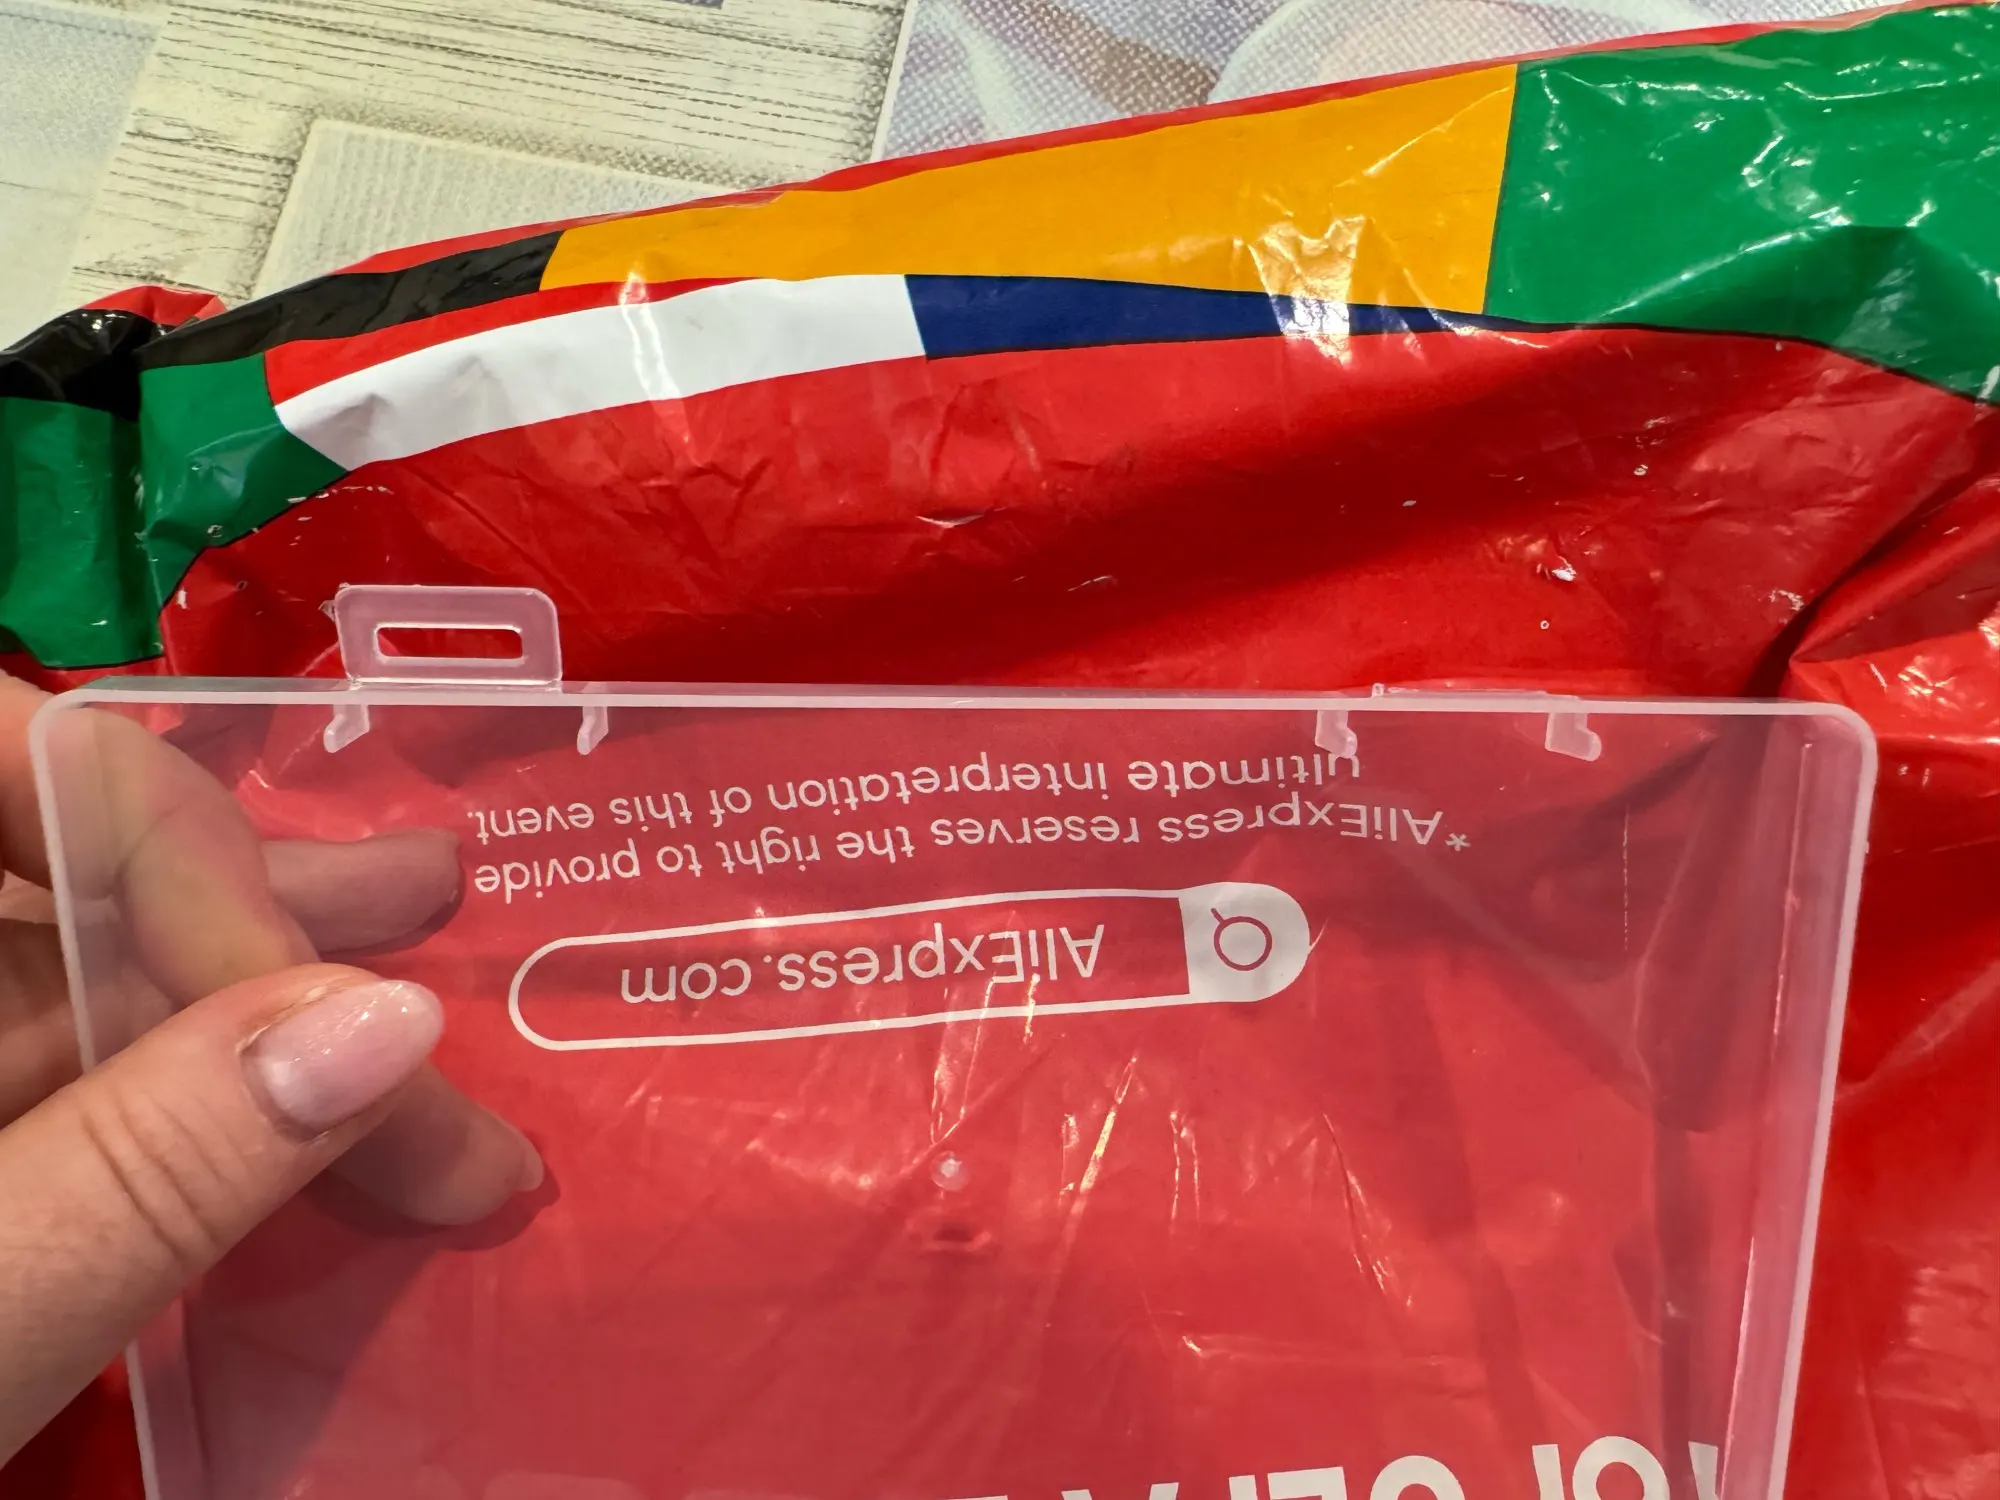 AliExpress.com
*AliExpress reserves the right to provide
ultimate interpretation of this event.